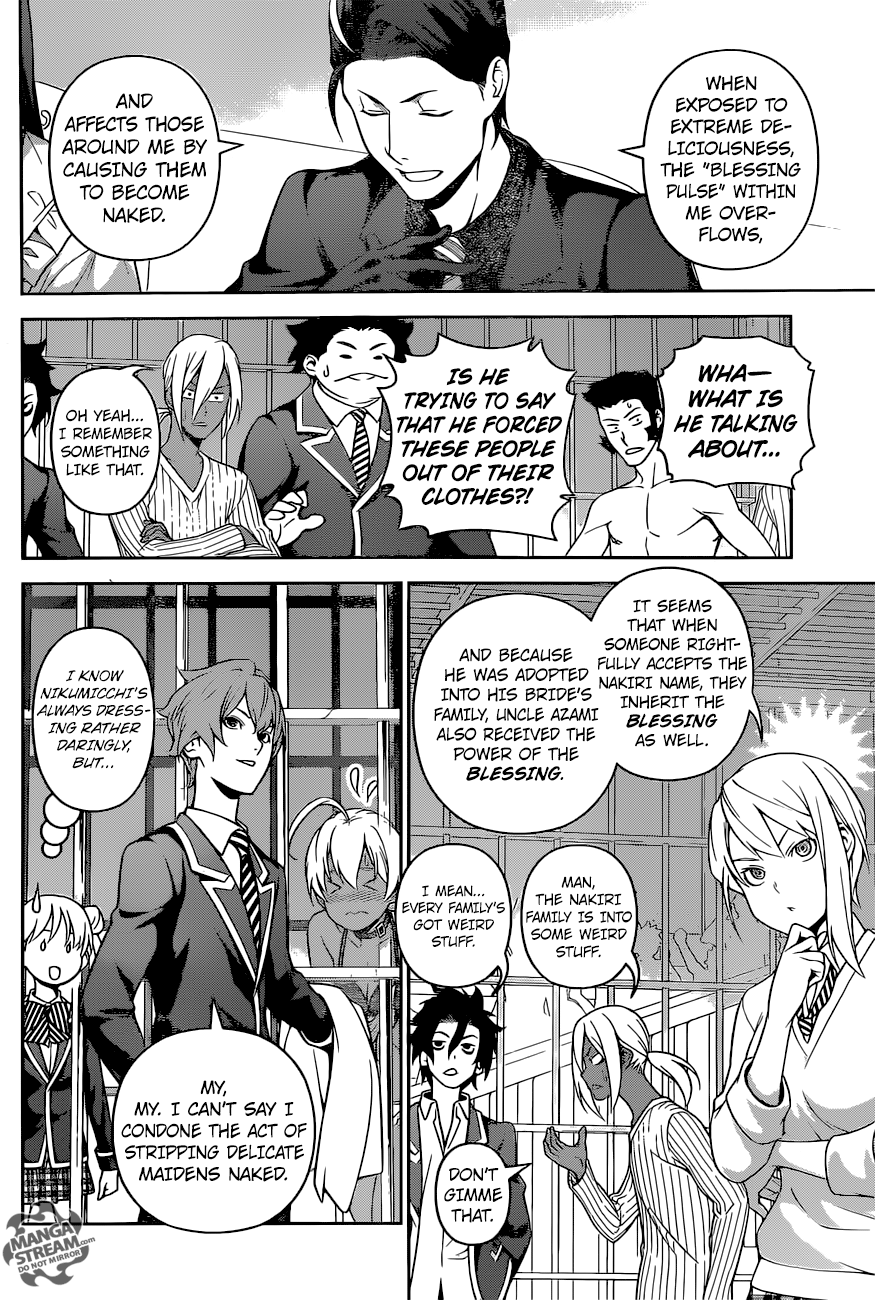 WHEN
EXPOSED TO
EXTREME DE-
LICIOUSNESS,
THE "BLESSING
PULSE" WITHIN
ME OVER-
FLOWS,
AND
AFFECTS THOSE
AROUND ME BY
CAUSING THEM
TO BECOME
NAKED.
WHA—
WHAT IS
HE TALKING
ABOUT...
IS HE
TRYING TO SAY
THAT HE FORCED
THESE PEOPLE
OUT OF THEIR
CLOTHES?!
OH YEAH...
I REMEMBER
SOMETHING
LIKE THAT.
IT SEEMS
THAT WHEN
SOMEONE RIGHT-
FULLY ACCEPTS THE
NAKIRI NAME, THEY
INHERIT THE
BLESSING
AS WELL.
AND BECAUSE
HE WAS ADOPTED
INTO HIS BRIDE'S
FAMILY, UNCLE AZAMI
ALSO RECEIVED THE
POWER OF THE
BLESSING.
MAN,
THE NAKIRI
FAMILY IS INTO
SOME WEIRD
STUFF.
I MEAN...
EVERY FAMILY'S
GOT WEIRD
STUFF.
DON'T
GIMME
THAT.
I KNOW
NIKUMICCHI'S
ALWAYS DRESS-
ING RATHER
DARINGLY,
BUT...
MY,
MY. I CAN'T SAY I
CONDONE THE ACT OF
STRIPPING DELICATE
MAIDENS NAKED.
MANGA
STREAM.com
DO NOT MIRROR